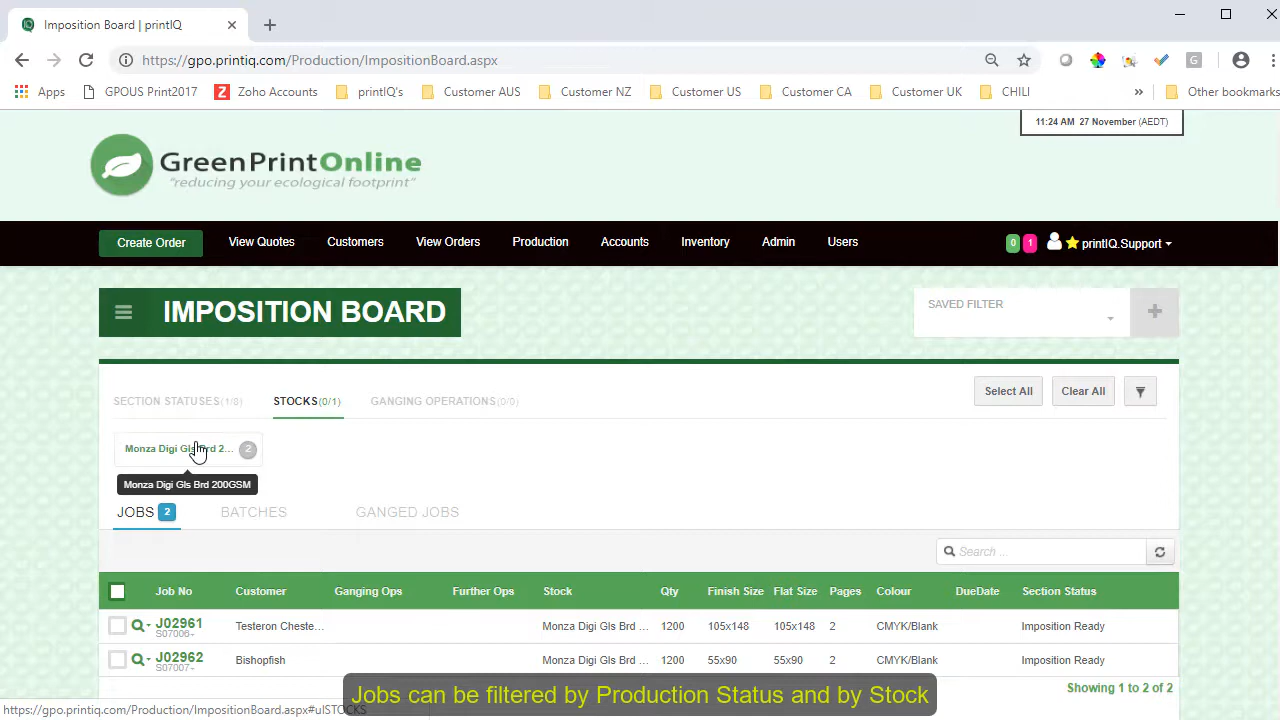 Imposition Board | printIQ
https://gpo.printiq.com/Production/ImpositionBoard.aspx
Apps GPOUS Print2017 Zoho Accounts printIQ's Customer AUS Customer NZ Customer US Customer CA Customer UK CHILI » Other bookmarks
11:24 AM 27 November (AEDT)
GreenPrintOnline
"reducing your ecological footprint"
Create Order View Quotes Customers View Orders Production Accounts Inventory Admin Users 0 1 printIQ.Support
IMPOSITION BOARD
SAVED FILTER
SECTION STATUSES(1/8) STOCKS(0/1) GANGING OPERATIONS(0/0) Select All Clear All
Monza Digi Gls Brd 2... 2
Monza Digi Gls Brd 200GSM
JOBS 2 BATCHES GANGED JOBS
Search ...
Job No Customer Ganging Ops Further Ops Stock Qty Finish Size Flat Size Pages Colour DueDate Section Status
J02961 Testeron Cheste... Monza Digi Gls Brd ... 1200 105x148 105x148 2 CMYK/Blank Imposition Ready
S07006-
J02962 Bishopfish Monza Digi Gls Brd ... 1200 55x90 55x90 2 CMYK/Blank Imposition Ready
S07007-
Showing 1 to 2 of 2
Jobs can be filtered by Production Status and by Stock
https://gpo.printiq.com/Production/ImpositionBoard.aspx#ulSTOCKS